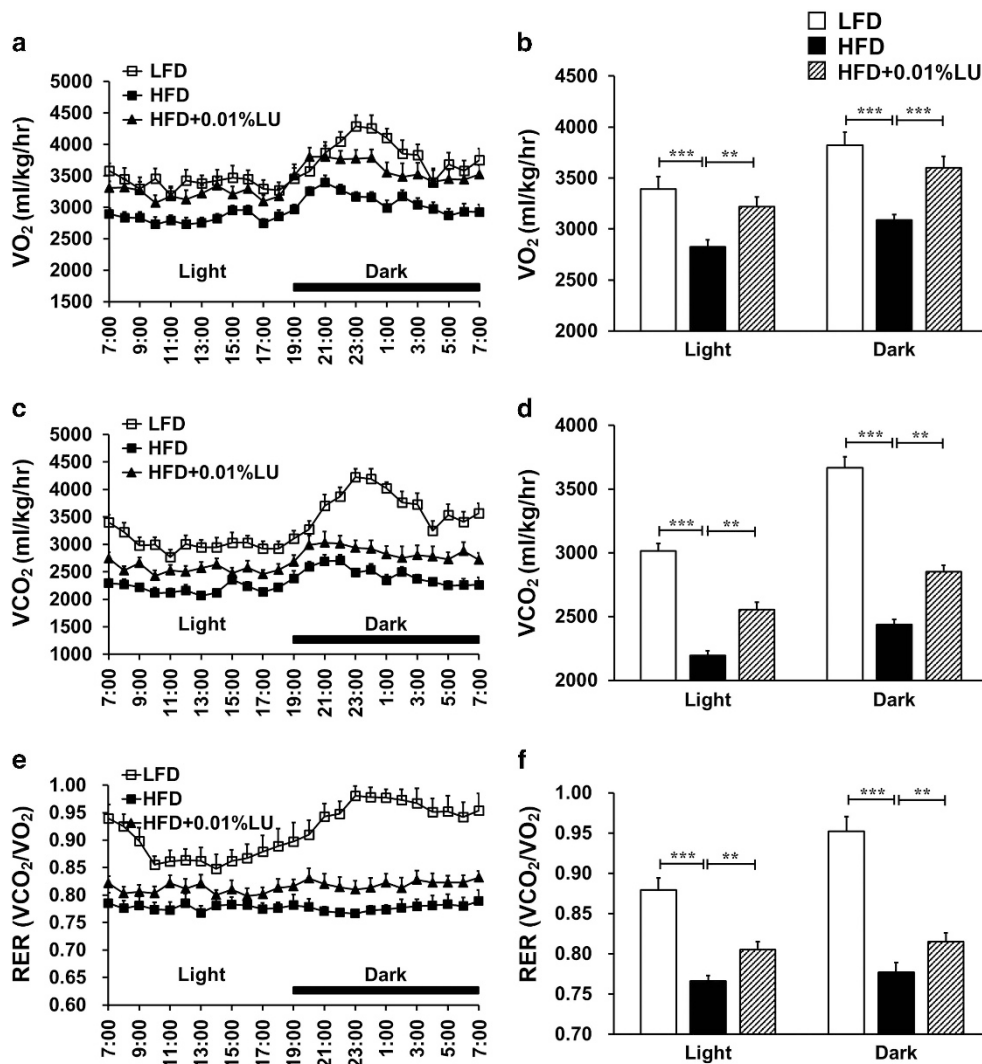 a
LFD
HFD
HFD+0.01%LU
VO2 (ml/kg/hr)
5000
4500
4000
3500
3000
2500
2000
1500
Light
Dark
7:00
9:00
11:00
13:00
15:00
17:00
19:00
21:00
23:00
1:00
3:00
5:00
7:00
b
LFD
HFD
HFD+0.01%LU
VO2 (ml/kg/hr)
4500
4000
3500
3000
2500
2000
***
**
***
***
Light
Dark
c
LFD
HFD
HFD+0.01%LU
VCO2 (ml/kg/hr)
5000
4500
4000
3500
3000
2500
2000
1500
1000
Light
Dark
7:00
9:00
11:00
13:00
15:00
17:00
19:00
21:00
23:00
1:00
3:00
5:00
7:00
d
VCO2 (ml/kg/hr)
4000
3500
3000
2500
2000
***
**
***
**
Light
Dark
e
LFD
HFD
HFD+0.01%LU
RER (VCO2/VO2)
1.00
0.95
0.90
0.85
0.80
0.75
0.70
0.65
0.60
Light
Dark
7:00
9:00
11:00
13:00
15:00
17:00
19:00
21:00
23:00
1:00
3:00
5:00
7:00
f
RER (VCO2/VO2)
1.00
0.95
0.90
0.85
0.80
0.75
0.70
***
**
***
**
Light
Dark